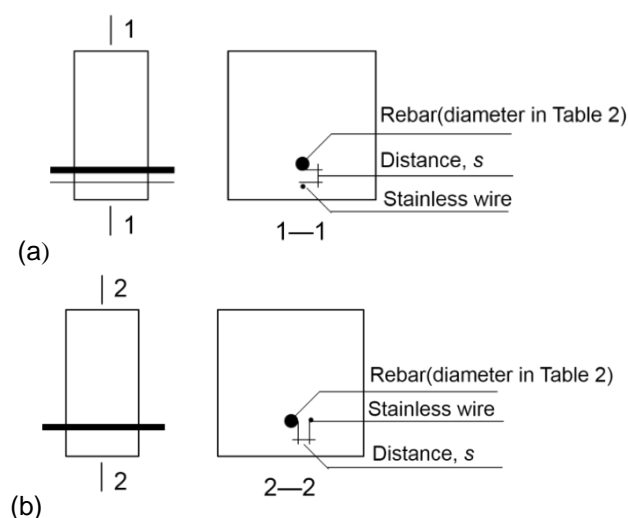 1
Rebar(diameter in Table 2)
Distance, s
Stainless wire
1
1—1
(a)
2
Rebar(diameter in Table 2)
Stainless wire
Distance, s
2
2—2
(b)